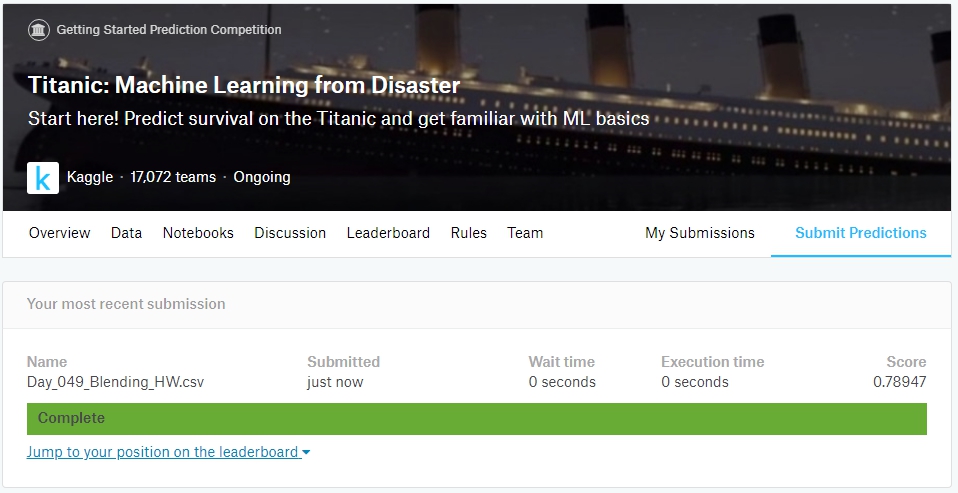 Getting Started Prediction Competition
Titanic: Machine Learning from Disaster
Start here! Predict survival on the Titanic and get familiar with ML basics
k Kaggle · 17,072 teams · Ongoing
Overview Data Notebooks Discussion Leaderboard Rules Team My Submissions Submit Predictions
Your most recent submission
Name Submitted Wait time Execution time Score
Day_049_Blending_HW.csv just now 0 seconds 0 seconds 0.78947
Complete
Jump to your position on the leaderboard